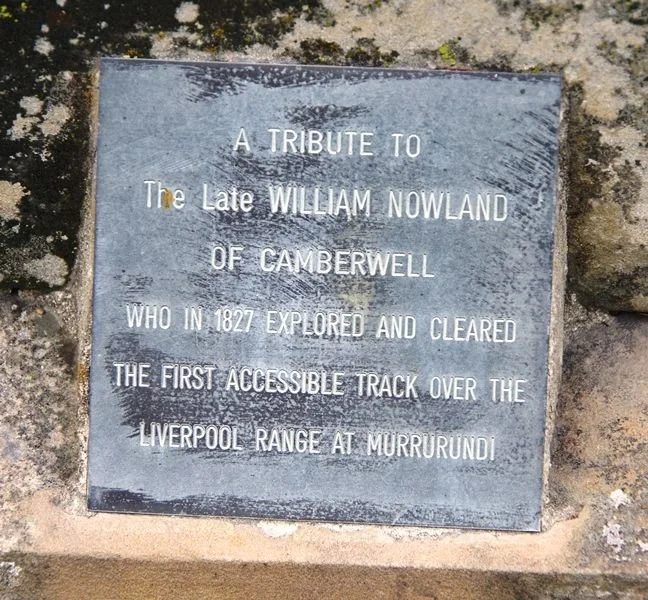 A TRIBUTE TO
The Late WILLIAM NOWLAND
OF CAMBERWELL
WHO IN 1827 EXPLORED AND CLEARED
THE FIRST ACCESSIBLE TRACK OVER THE
LIVERPOOL RANGE AT MURRURUNDI